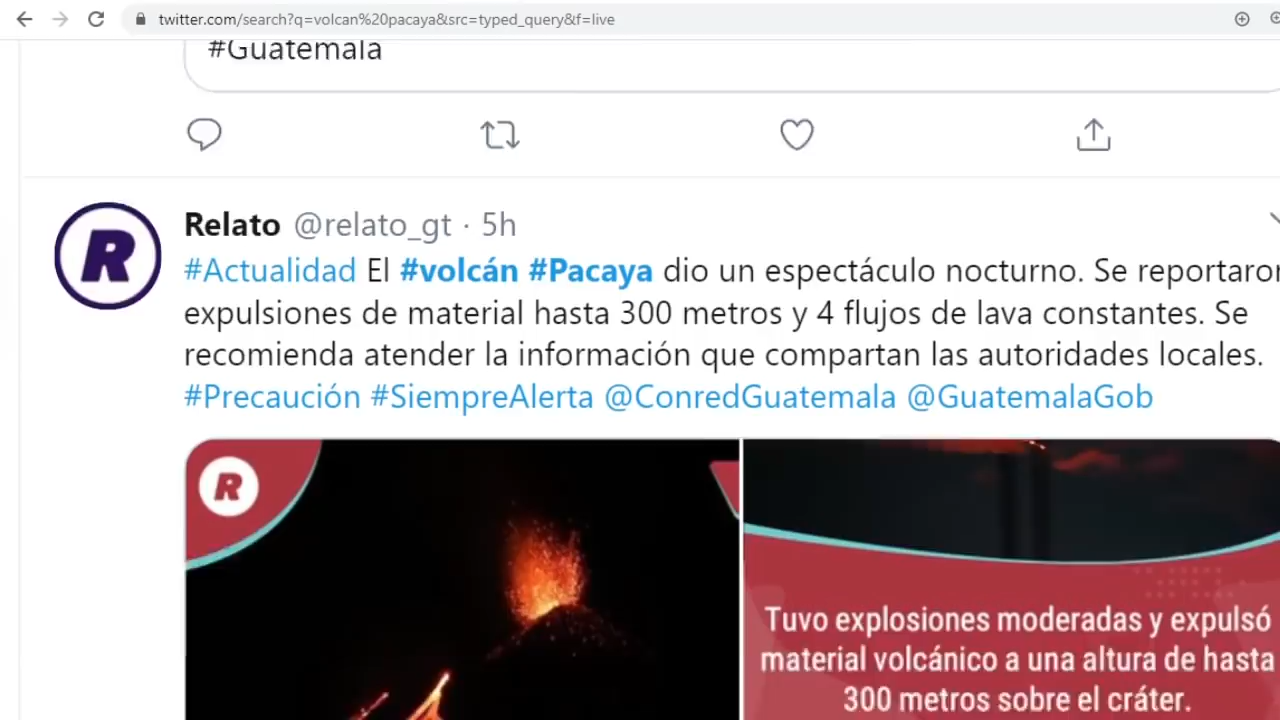 twitter.com/search?q=volcan%20pacaya&src=typed_query&f=live
#Guatemala
Relato @relato_gt · 5h
#Actualidad El #volcán #Pacaya dio un espectáculo nocturno. Se reportaron
expulsiones de material hasta 300 metros y 4 flujos de lava constantes. Se
recomienda atender la información que compartan las autoridades locales.
#Precaución #SiempreAlerta @ConredGuatemala @GuatemalaGob
R
R
Tuvo explosiones moderadas y expulsó
material volcánico a una altura de hasta
300 metros sobre el cráter.